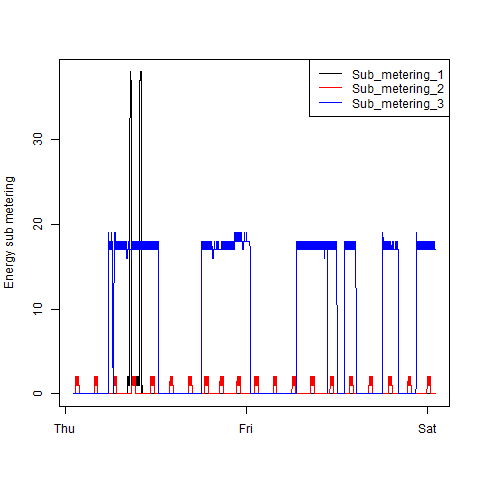 Sub_metering_1
Sub_metering_2
Sub_metering_3
Energy sub metering
30
20
10
0
Thu Fri Sat